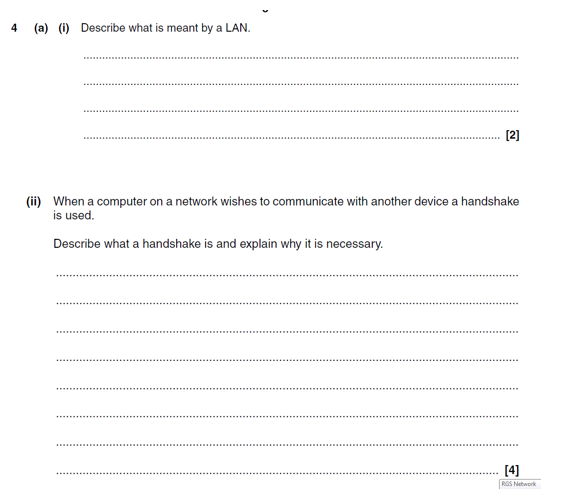 4 (a) (i) Describe what is meant by a LAN.
[2]
(ii) When a computer on a network wishes to communicate with another device a handshake
is used.
Describe what a handshake is and explain why it is necessary.
[4]
RGS Network